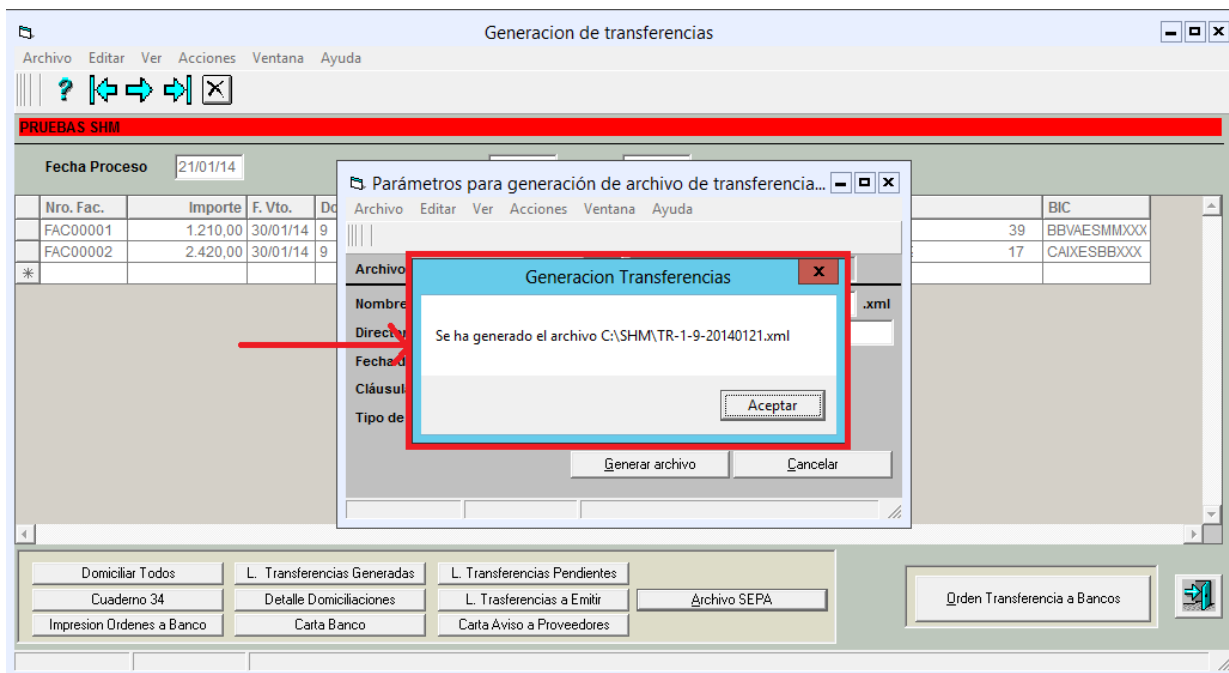 Generacion de transferencias
Archivo Editar Ver Acciones Ventana Ayuda
PRUEBAS SHM
Fecha Proceso 21/01/14
Nro. Fac. Importe F. Vto. BIC
FAC00001 1.210,00 30/01/14 9 39 BBVAESMMXXX
FAC00002 2.420,00 30/01/14 9 17 CAIXESBBXXX
Parámetros para generación de archivo de transferencia...
Archivo Editar Ver Acciones Ventana Ayuda
Archivo
Nombre .xml
Fecha d
Tipo de
Generacion Transferencias
x
Se ha generado el archivo C:\SHM\TR-1-9-20140121.xml
Aceptar
Generar archivo Cancelar
Domiciliar Todos L. Transferencias Generadas L. Transferencias Pendientes
Cuaderno 34 Detalle Domiciliaciones L. Trasferencias a Emitir Archivo SEPA Orden Transferencia a Bancos
Impresion Ordenes a Banco Carta Banco Carta Aviso a Proveedores